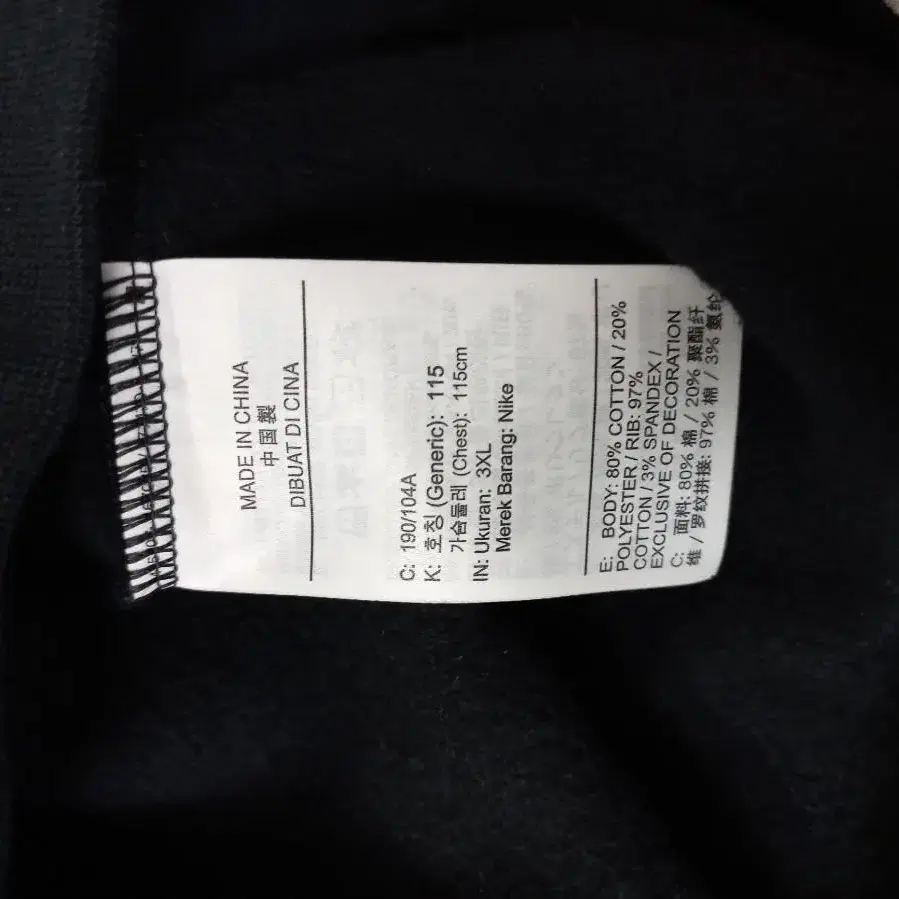 MADE IN CHINA
中国製
DIBUAT DI CINA
C: 190/104A
K: 호칭 (Generic): 115
가슴둘레 (Chest): 115cm
IN: Ukuran: 3XL
Merek Barang: Nike
E: BODY: 80% COTTON / 20%
POLYESTER / RIB: 97%
COTTON / 3% SPANDEX /
EXCLUSIVE OF DECORATION
C: 面料: 80% 棉 / 20% 聚酯纤
维 / 罗纹拼接: 97% 棉 / 3% 氨纶